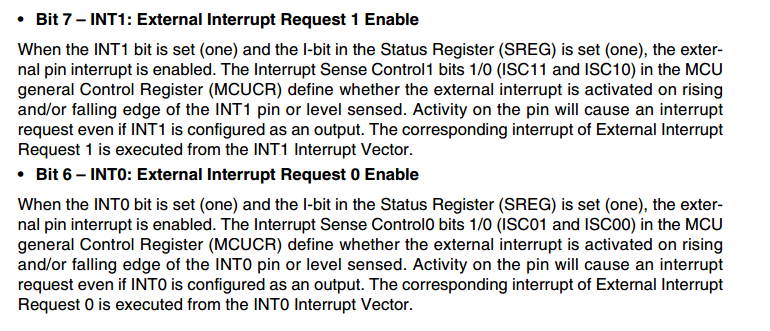 • Bit 7 – INT1: External Interrupt Request 1 Enable
When the INT1 bit is set (one) and the I-bit in the Status Register (SREG) is set (one), the exter-
nal pin interrupt is enabled. The Interrupt Sense Control1 bits 1/0 (ISC11 and ISC10) in the MCU
general Control Register (MCUCR) define whether the external interrupt is activated on rising
and/or falling edge of the INT1 pin or level sensed. Activity on the pin will cause an interrupt
request even if INT1 is configured as an output. The corresponding interrupt of External Interrupt
Request 1 is executed from the INT1 Interrupt Vector.
• Bit 6 – INT0: External Interrupt Request 0 Enable
When the INT0 bit is set (one) and the I-bit in the Status Register (SREG) is set (one), the exter-
nal pin interrupt is enabled. The Interrupt Sense Control0 bits 1/0 (ISC01 and ISC00) in the MCU
general Control Register (MCUCR) define whether the external interrupt is activated on rising
and/or falling edge of the INT0 pin or level sensed. Activity on the pin will cause an interrupt
request even if INT0 is configured as an output. The corresponding interrupt of External Interrupt
Request 0 is executed from the INT0 Interrupt Vector.